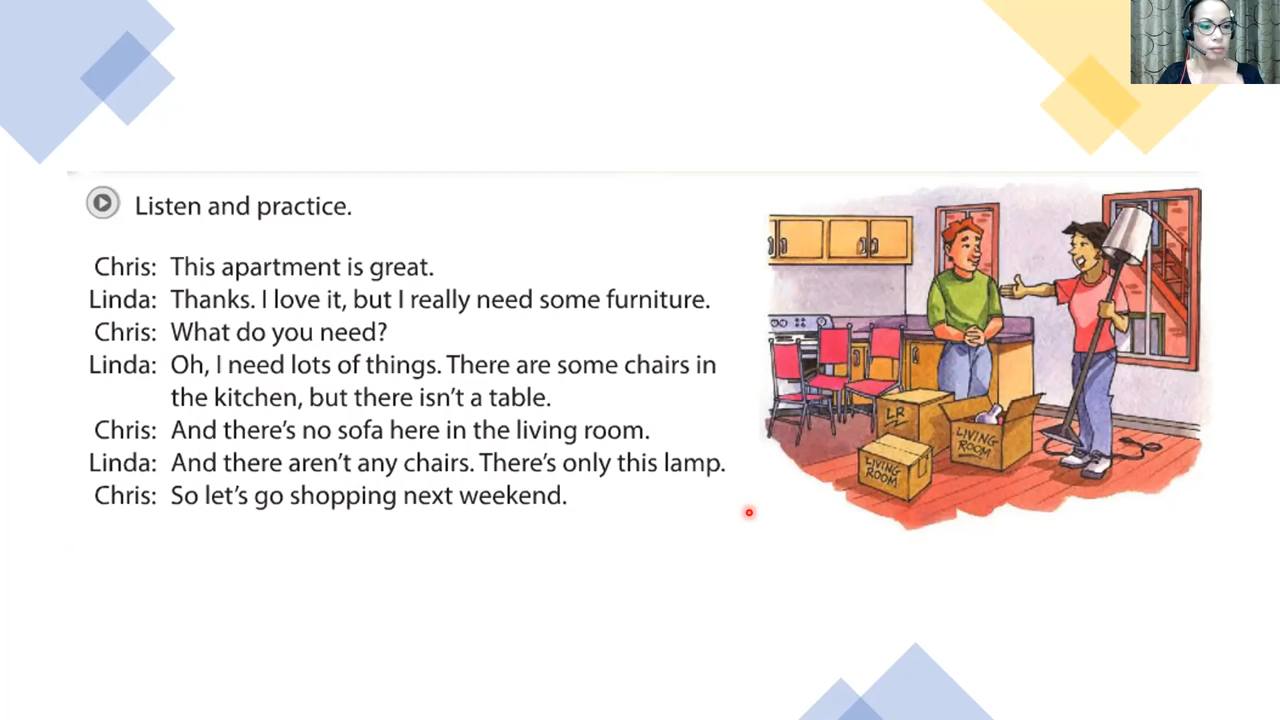 Listen and practice.
Chris: This apartment is great.
Linda: Thanks. I love it, but I really need some furniture.
Chris: What do you need?
Linda: Oh, I need lots of things. There are some chairs in
the kitchen, but there isn't a table.
Chris: And there's no sofa here in the living room.
Linda: And there aren't any chairs. There's only this lamp.
Chris: So let's go shopping next weekend.
LR
LIVING
ROOM
LIVING
ROOM